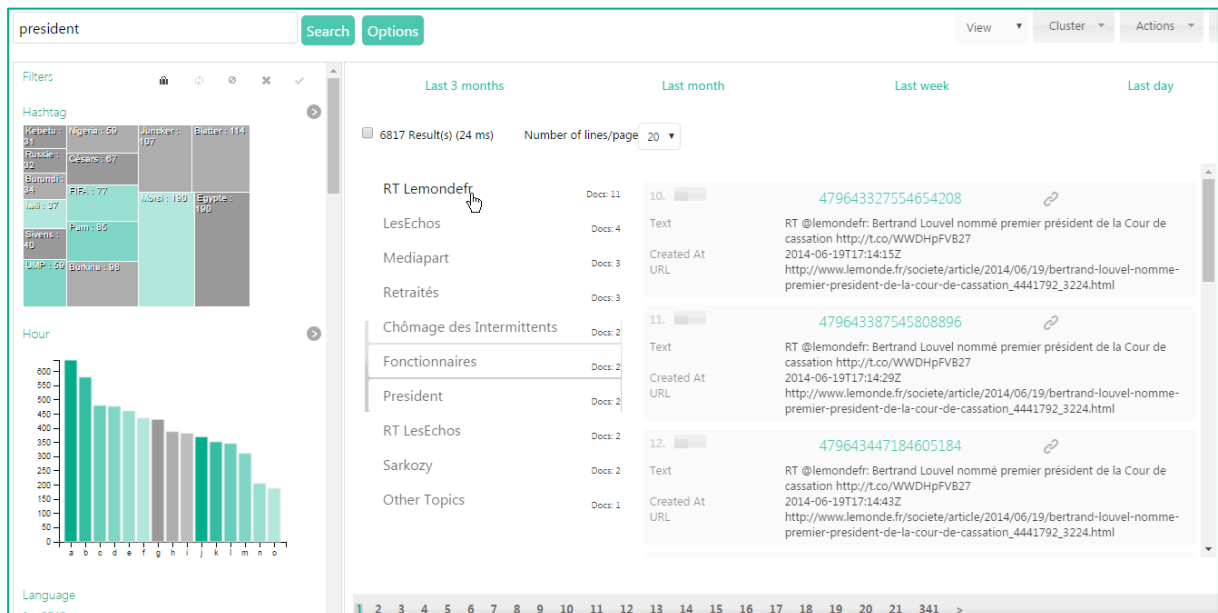 president
Search
Options
View
Cluster
Actions
Filters
Hashtag
Kebetu :
31
Nigeria : 59
Juncker :
107
Blatter : 114
Russie :
32
Césars : 67
Burundi :
34
FIFA : 77
Morsi : 190
Egypte :
190
Mili : 37
Parri : 85
Sivens :
40
UMP : 59
Burkina : 98
Hour
600
550
500
450
400
350
300
250
200
150
100
50
0
a b c d e f g h i j k l m n o
Language
Last 3 months
Last month
Last week
Last day
6817 Result(s) (24 ms)
Number of lines/page
20
RT Lemondefr
Docs: 11
LesEchos
Docs: 4
Mediapart
Docs: 3
Retraités
Docs: 3
Chômage des Intermittents
Docs: 2
Fonctionnaires
Docs: 2
President
Docs: 2
RT LesEchos
Docs: 2
Sarkozy
Docs: 2
Other Topics
Docs: 1
10.
479643327554654208
Text
RT @lemondefr: Bertrand Louvel nommé premier président de la Cour de
cassation http://t.co/WWDHpFVB27
Created At
2014-06-19T17:14:15Z
URL
http://www.lemonde.fr/societe/article/2014/06/19/bertrand-louvel-nomme-
premier-president-de-la-cour-de-cassation_4441792_3224.html
11.
479643387545808896
Text
RT @lemondefr: Bertrand Louvel nommé premier président de la Cour de
cassation http://t.co/WWDHpFVB27
Created At
2014-06-19T17:14:29Z
URL
http://www.lemonde.fr/societe/article/2014/06/19/bertrand-louvel-nomme-
premier-president-de-la-cour-de-cassation_4441792_3224.html
12.
479643447184605184
Text
RT @lemondefr: Bertrand Louvel nommé premier président de la Cour de
cassation http://t.co/WWDHpFVB27
Created At
2014-06-19T17:14:43Z
URL
http://www.lemonde.fr/societe/article/2014/06/19/bertrand-louvel-nomme-
premier-president-de-la-cour-de-cassation_4441792_3224.html
1 2 3 4 5 6 7 8 9 10 11 12 13 14 15 16 17 18 19 20 21 341 >